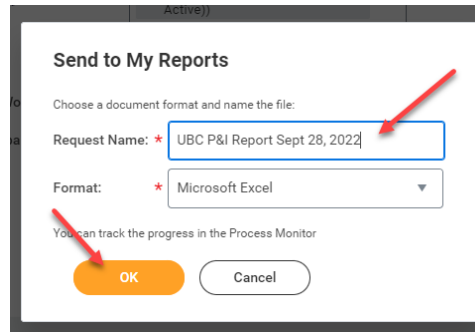 Active))
Send to My Reports
Choose a document format and name the file:
Request Name: * UBC P&I Report Sept 28, 2022
Format: * Microsoft Excel
You can track the progress in the Process Monitor
OK Cancel